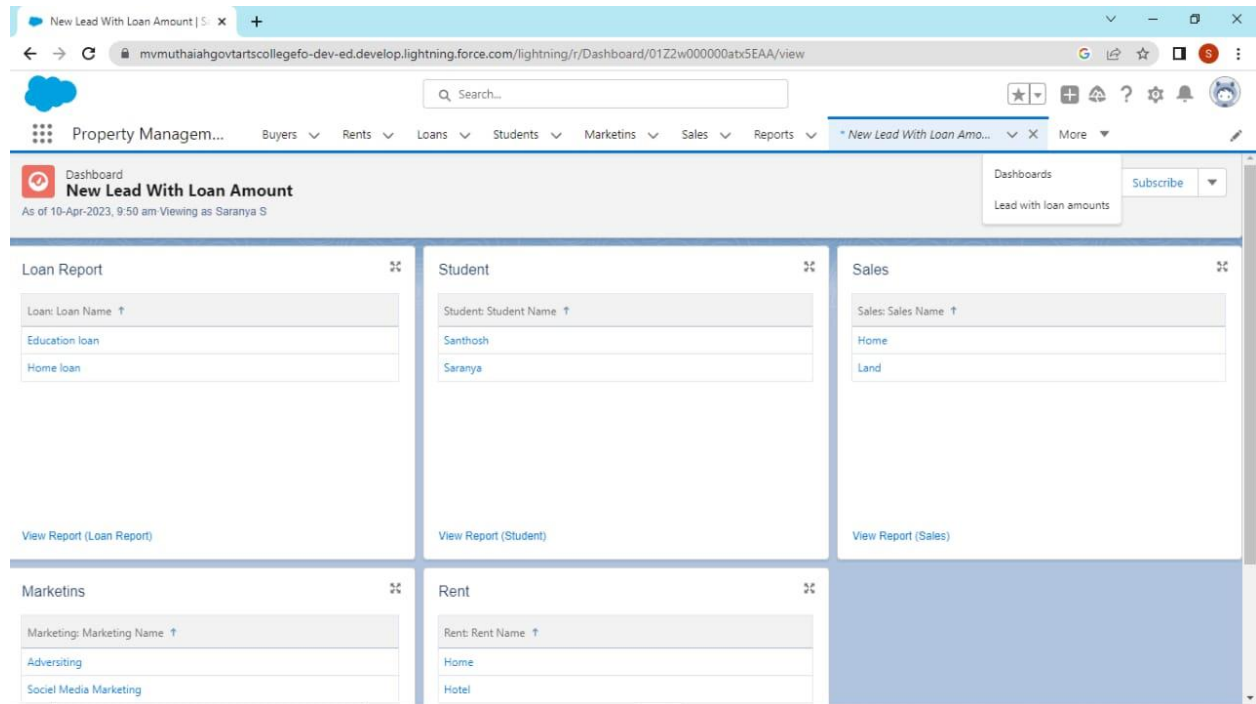 New Lead With Loan Amount | S
mvmuthaiahgovtartscollegefo-dev-ed.develop.lightning.force.com/lightning/r/Dashboard/01Z2w000000atx5EAA/view
S
Search...
Property Managem... Buyers Rents Loans Students Marketins Sales Reports * New Lead With Loan Amo... More
Dashboard
New Lead With Loan Amount
As of 10-Apr-2023, 9:50 am·Viewing as Saranya S
Dashboards
Lead with loan amounts
Subscribe
Loan Report
Loan: Loan Name ↑
Education loan
Home loan
View Report (Loan Report)
Student
Student: Student Name ↑
Santhosh
Saranya
View Report (Student)
Sales
Sales: Sales Name ↑
Home
Land
View Report (Sales)
Marketins
Marketing: Marketing Name ↑
Adversiting
Sociel Media Marketing
Rent
Rent: Rent Name ↑
Home
Hotel